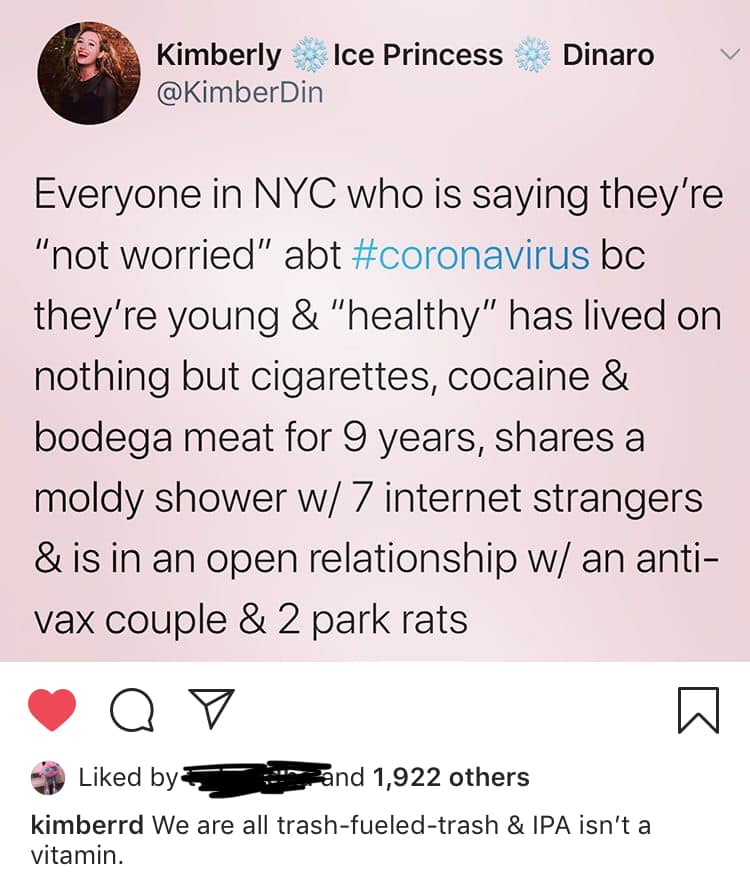 Kimberly ❄️ Ice Princess ❄️ Dinaro
@KimberDin
Everyone in NYC who is saying they’re
“not worried” abt #coronavirus bc
they’re young & “healthy” has lived on
nothing but cigarettes, cocaine &
bodega meat for 9 years, shares a
moldy shower w/ 7 internet strangers
& is in an open relationship w/ an anti-
vax couple & 2 park rats
Liked by and 1,922 others
kimberrd We are all trash-fueled-trash & IPA isn’t a
vitamin.